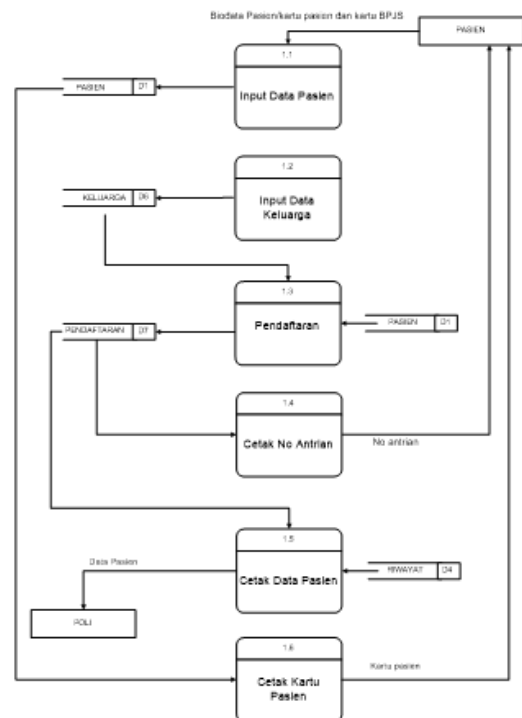 Biodata Pasien/kartu pasien dan kartu BPJS
PASIEN
1.1
Input Data Pasien
PASIEN D1
1.2
Input Data
Keluarga
KELUARGA D6
1.3
Pendaftaran
PASIEN D1
PENDAFTARAN D7
1.4
Cetak No Antrian
No antrian
1.5
Cetak Data Pasien
Data Pasien
RIWAYAT D4
POLI
1.6
Cetak Kartu
Pasien
Kartu pasien